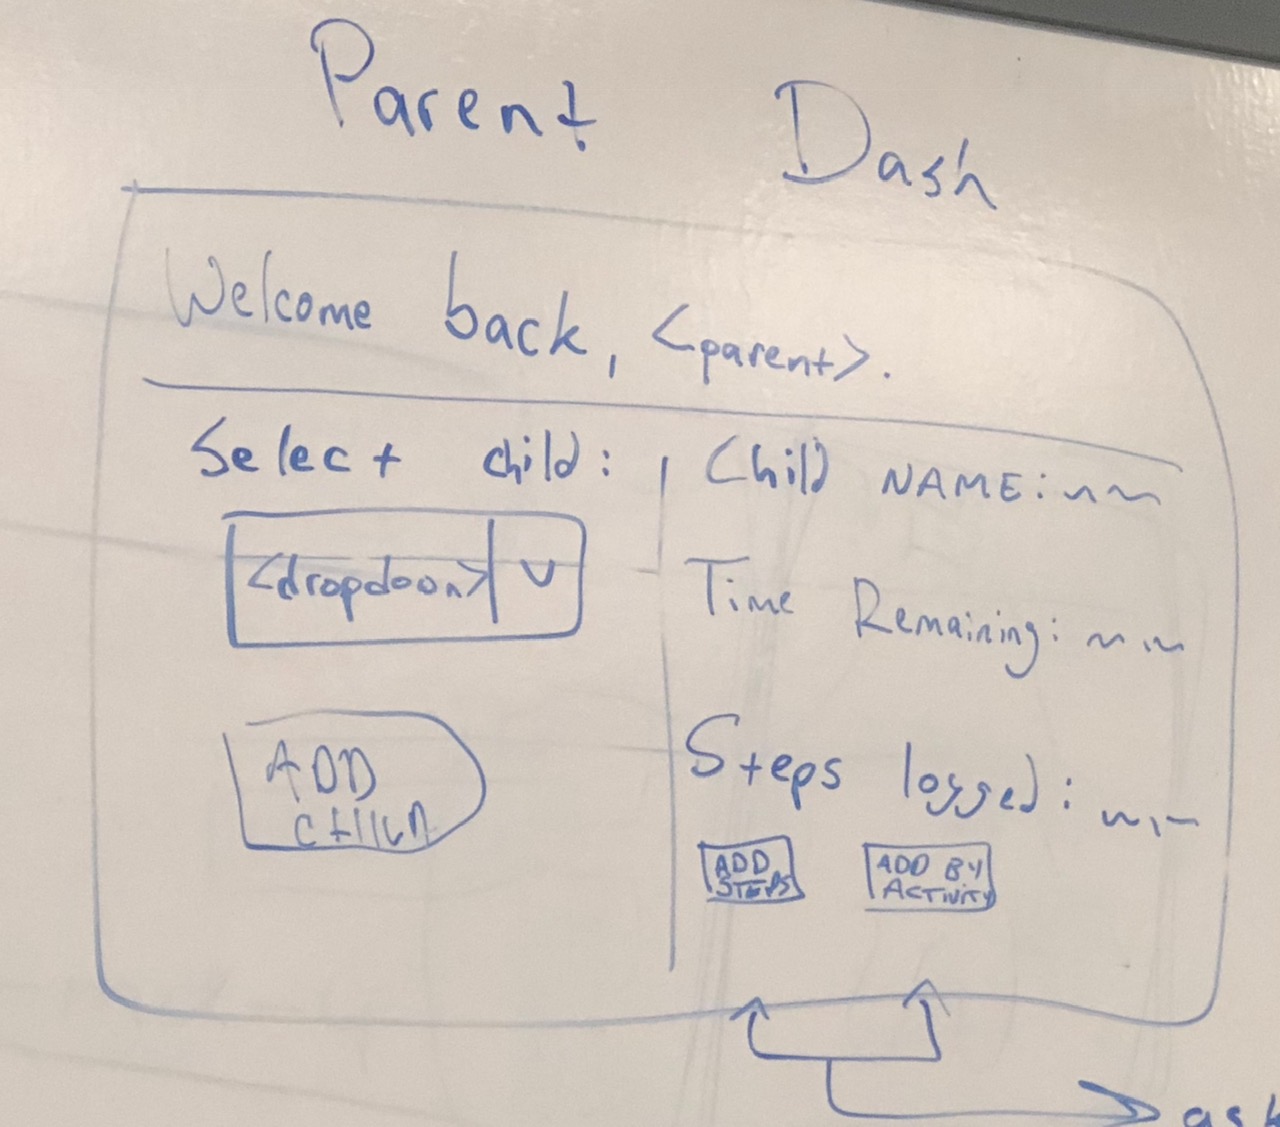 Parent Dash
Welcome back, <parent>.
Select child:
<dropdown>
ADD
CHILD
Child NAME:
Time Remaining:
Steps logged:
ADD
STEPS
ADD BY
ACTIVITY